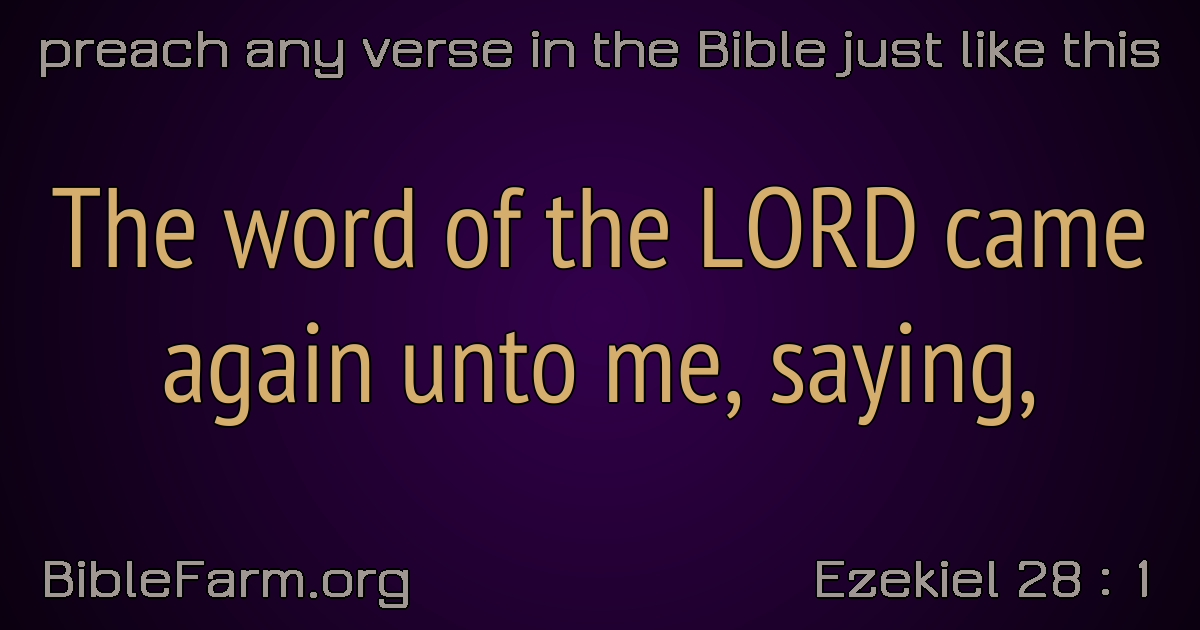 preach any verse in the Bible just like this
The word of the LORD came
again unto me, saying,
BibleFarm.org
Ezekiel 28 : 1